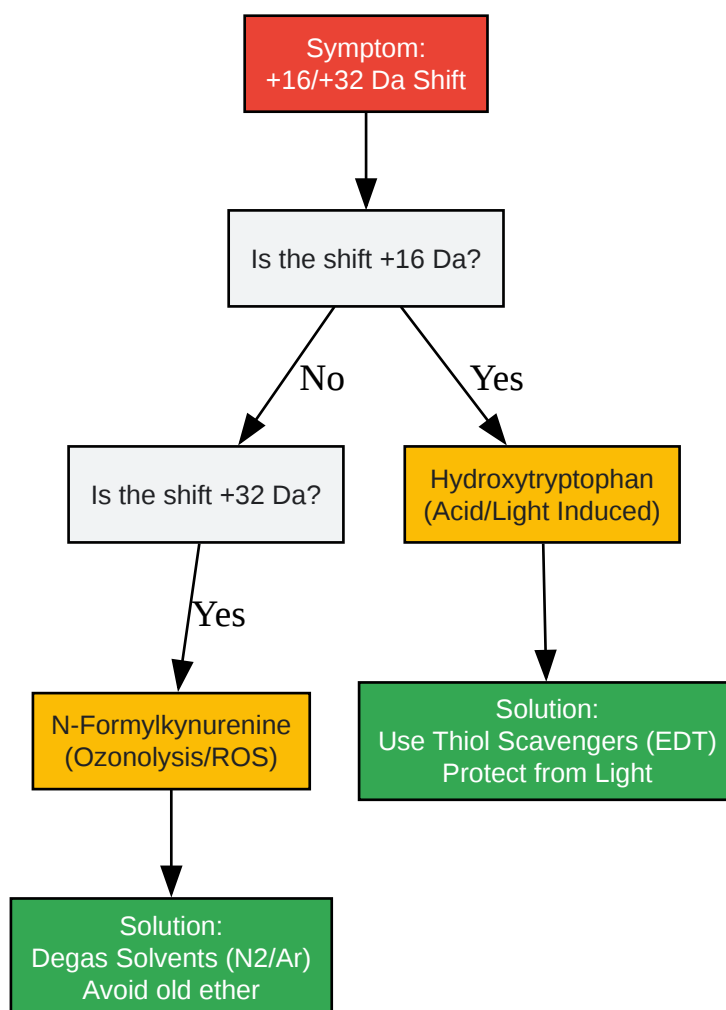 Symptom:
+16/+32 Da Shift
Is the shift +16 Da?
No
Yes
Is the shift +32 Da?
Hydroxytryptophan
(Acid/Light Induced)
Yes
N-Formylkynurenine
(Ozonolysis/ROS)
Solution:
Use Thiol Scavengers (EDT)
Protect from Light
Solution:
Degas Solvents (N2/Ar)
Avoid old ether